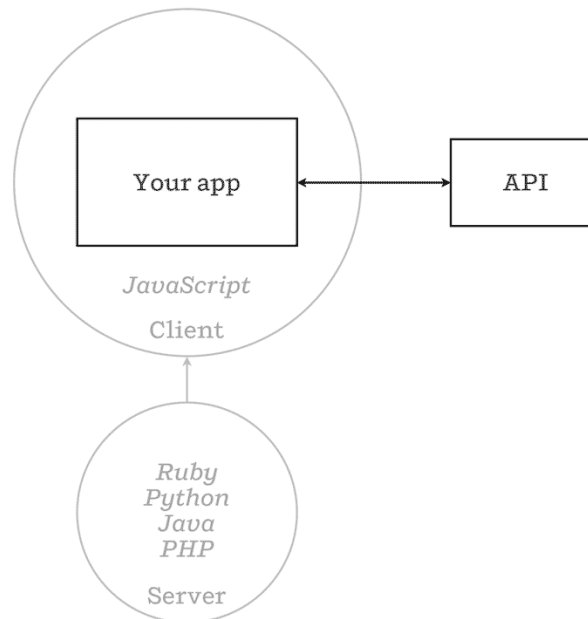 Your app
API
JavaScript
Client
Ruby
Python
Java
PHP
Server